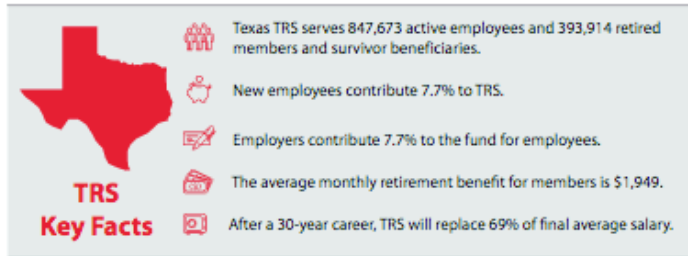 Texas TRS serves 847,673 active employees and 393,914 retired
members and survivor beneficiaries.
New employees contribute 7.7% to TRS.
Employers contribute 7.7% to the fund for employees.
The average monthly retirement benefit for members is $1,949.
After a 30-year career, TRS will replace 69% of final average salary.
TRS
Key Facts